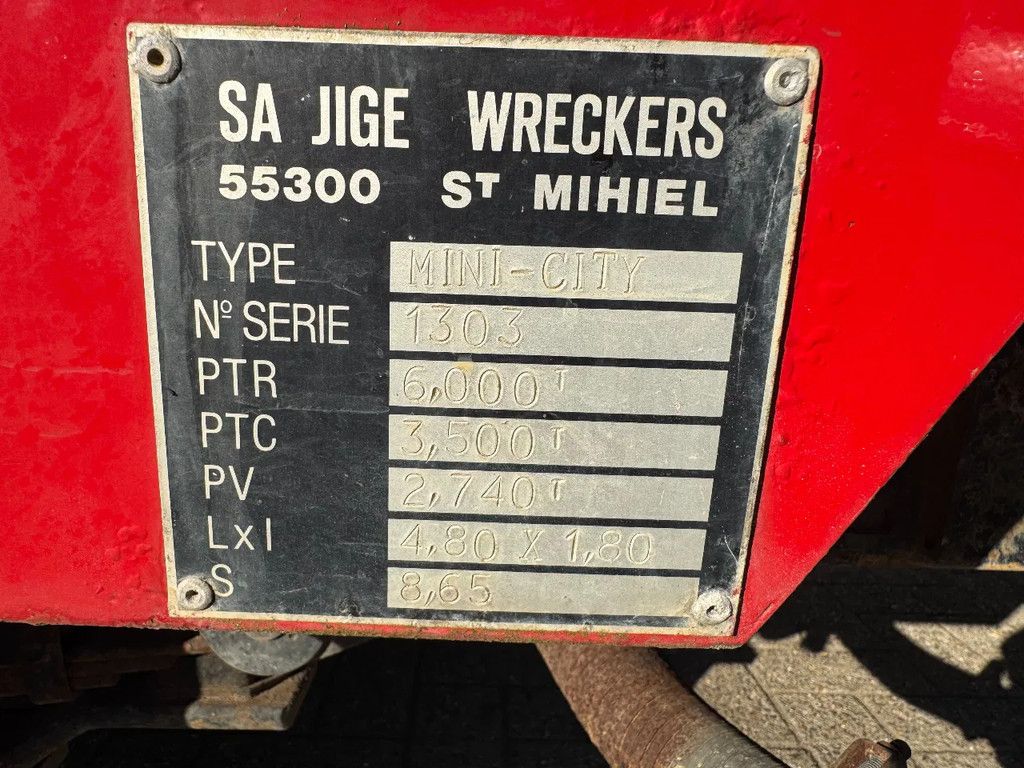 SA JIGE WRECKERS
55300 ST MIHIEL
TYPE MINI-CITY
Nº SERIE 1303
PTR 6,000 T
PTC 3,500 T
PV 2,740 T
L x l 4,80 X 1,80
S 8,65